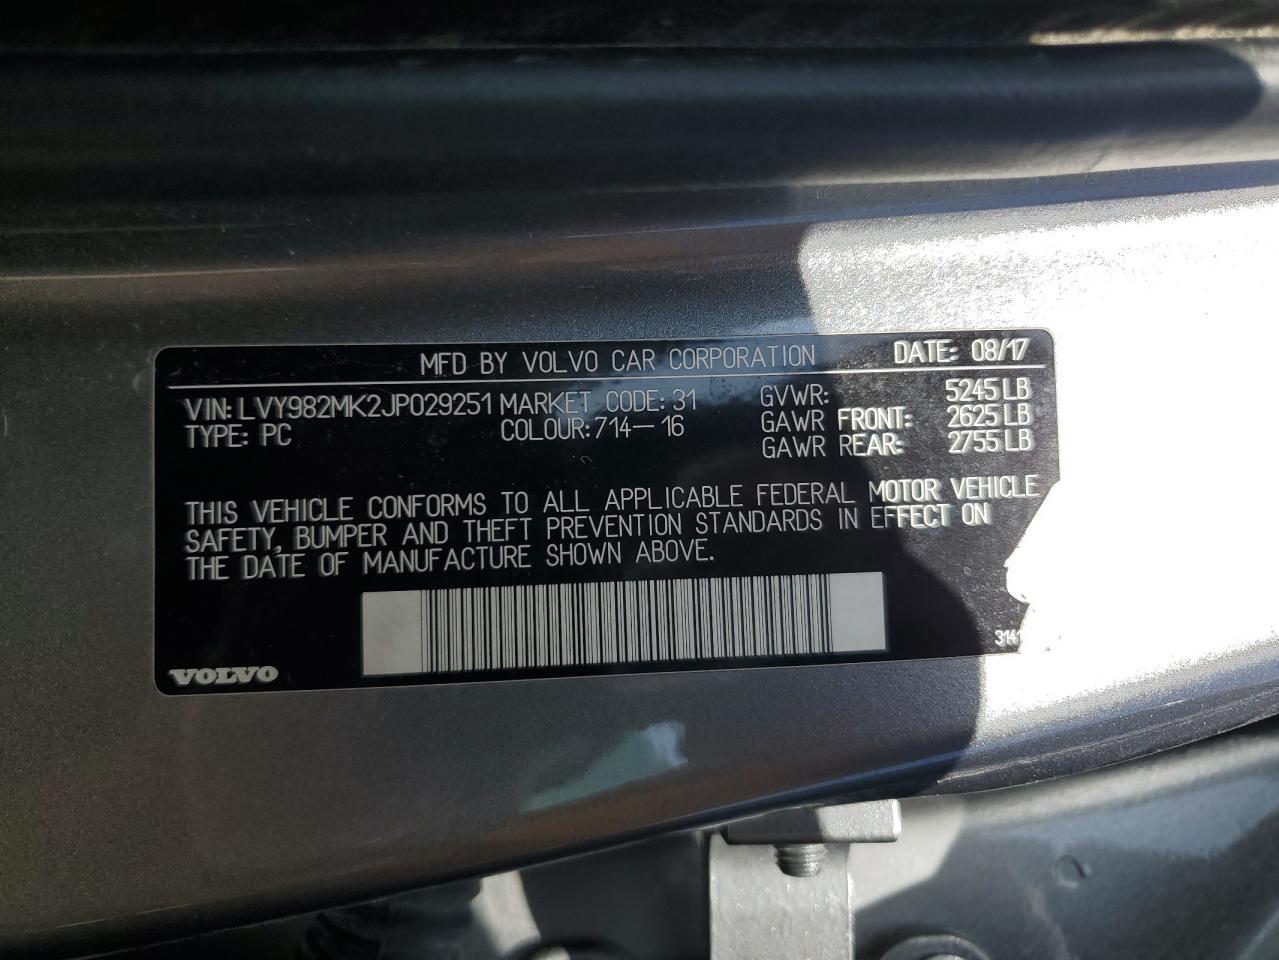 MFD BY VOLVO CAR CORPORATION DATE: 08/17
VIN: LVY982MK2JP029251 MARKET CODE: 31 GVWR: 5245 LB
TYPE: PC COLOUR: 714-16 GAWR FRONT: 2625 LB
GAWR REAR: 2755 LB
THIS VEHICLE CONFORMS TO ALL APPLICABLE FEDERAL MOTOR VEHICLE
SAFETY, BUMPER AND THEFT PREVENTION STANDARDS IN EFFECT ON
THE DATE OF MANUFACTURE SHOWN ABOVE.
VOLVO